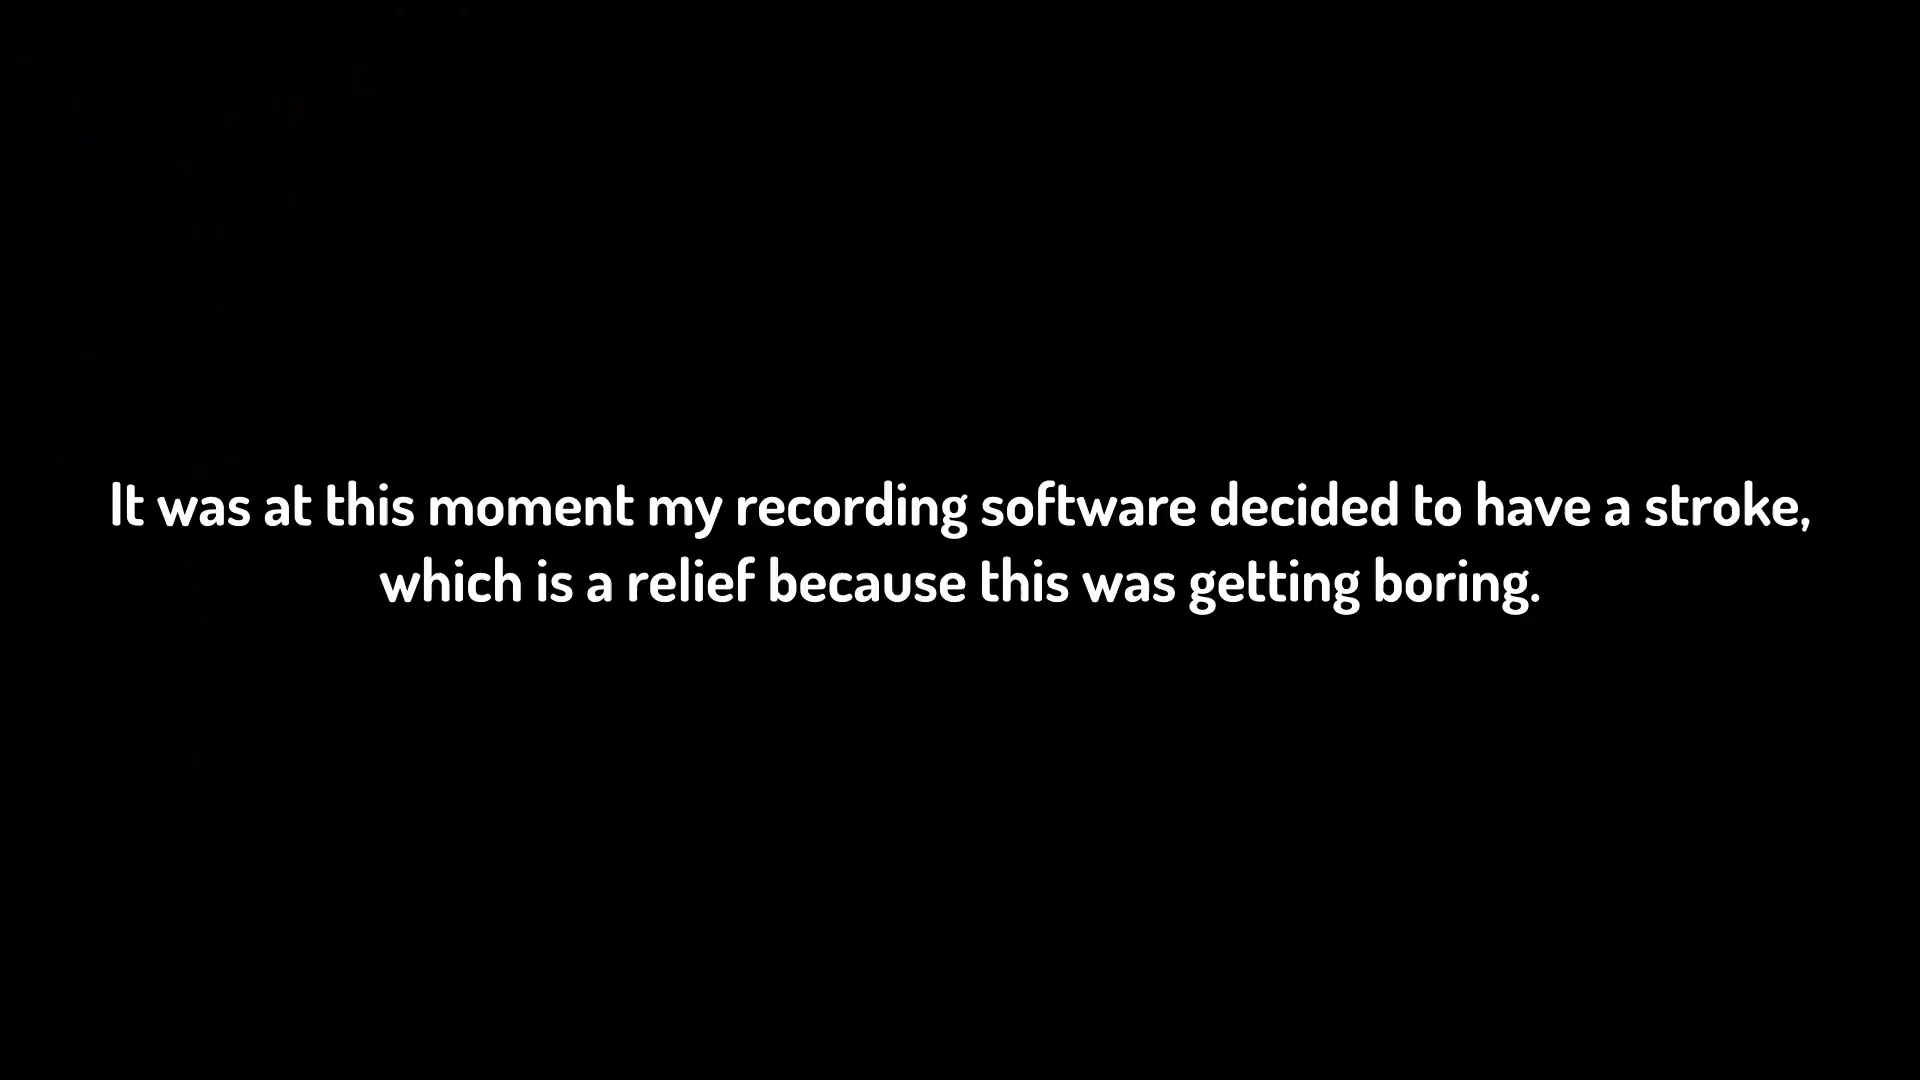 It was at this moment my recording software decided to have a stroke,
which is a relief because this was getting boring.